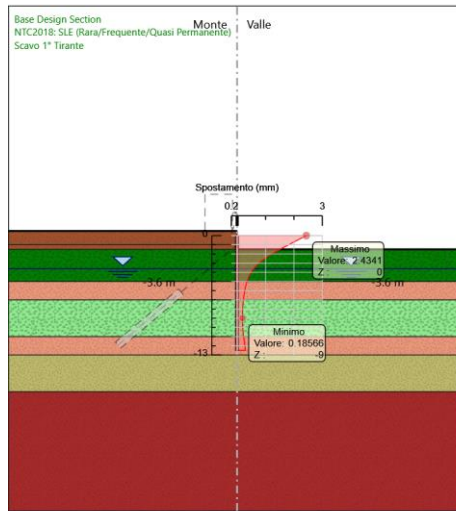 Base Design Section
NTC2018: SLE (Rara/Frequente/Quasi Permanente)
Scavo 1° Tirante
Monte
Valle
Spostamento (mm)
0.2
3
0
Massimo
Valore: 2.4341
Z : 0
-3.6 m
-3.6 m
Minimo
Valore: 0.18566
Z : -9
-13